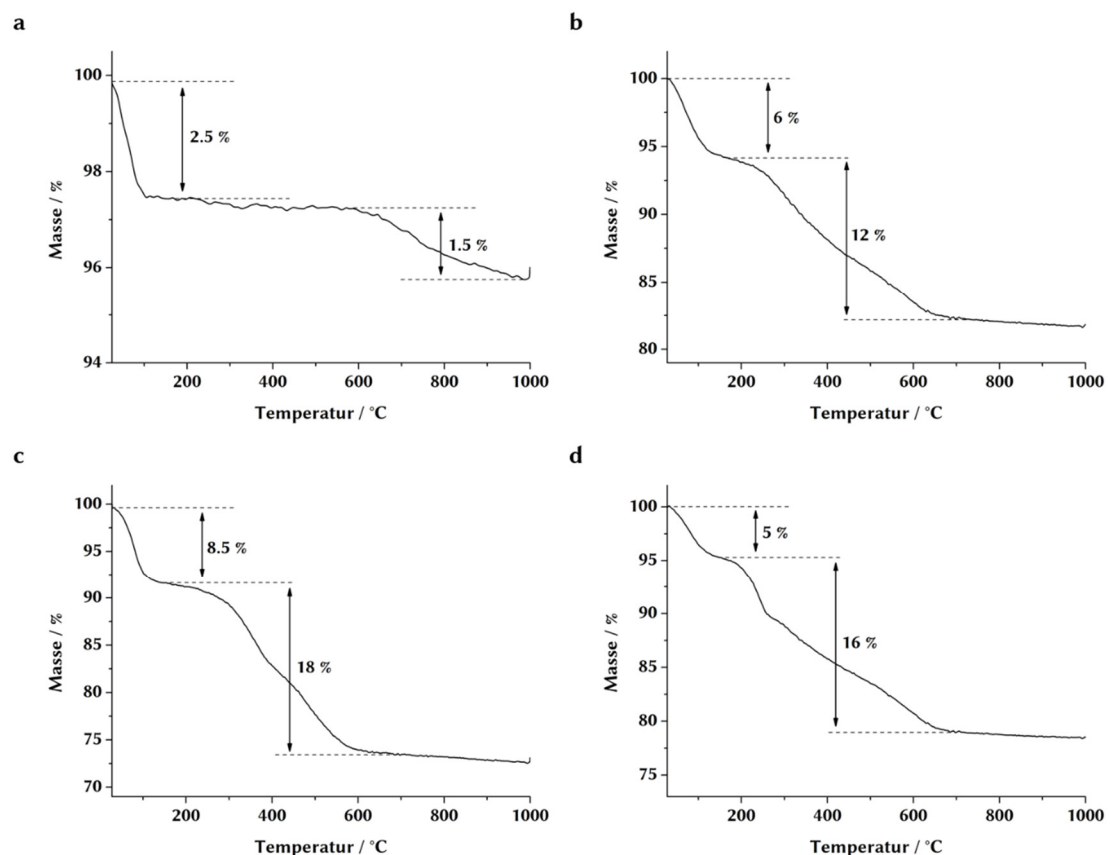 a
100
98
96
94
Masse / %
2.5 %
1.5 %
200 400 600 800 1000
Temperatur / °C
b
100
95
90
85
80
Masse / %
6 %
12 %
200 400 600 800 1000
Temperatur / °C
c
100
95
90
85
80
75
70
Masse / %
8.5 %
18 %
200 400 600 800 1000
Temperatur / °C
d
100
95
90
85
80
75
Masse / %
5 %
16 %
200 400 600 800 1000
Temperatur / °C